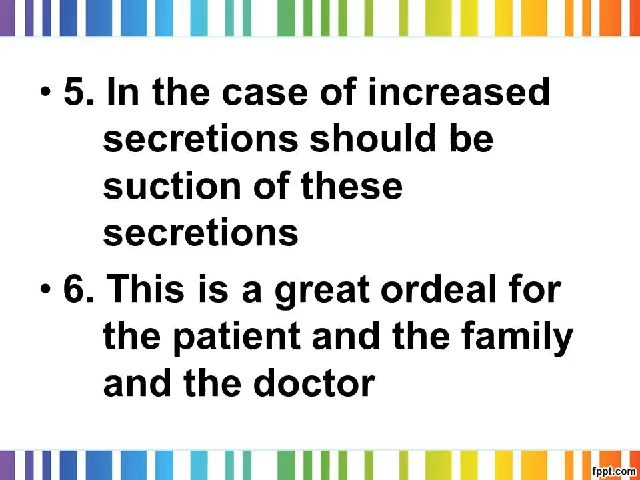 • 5. In the case of increased
secretions should be
suction of these
secretions
• 6. This is a great ordeal for
the patient and the family
and the doctor
fppt.com